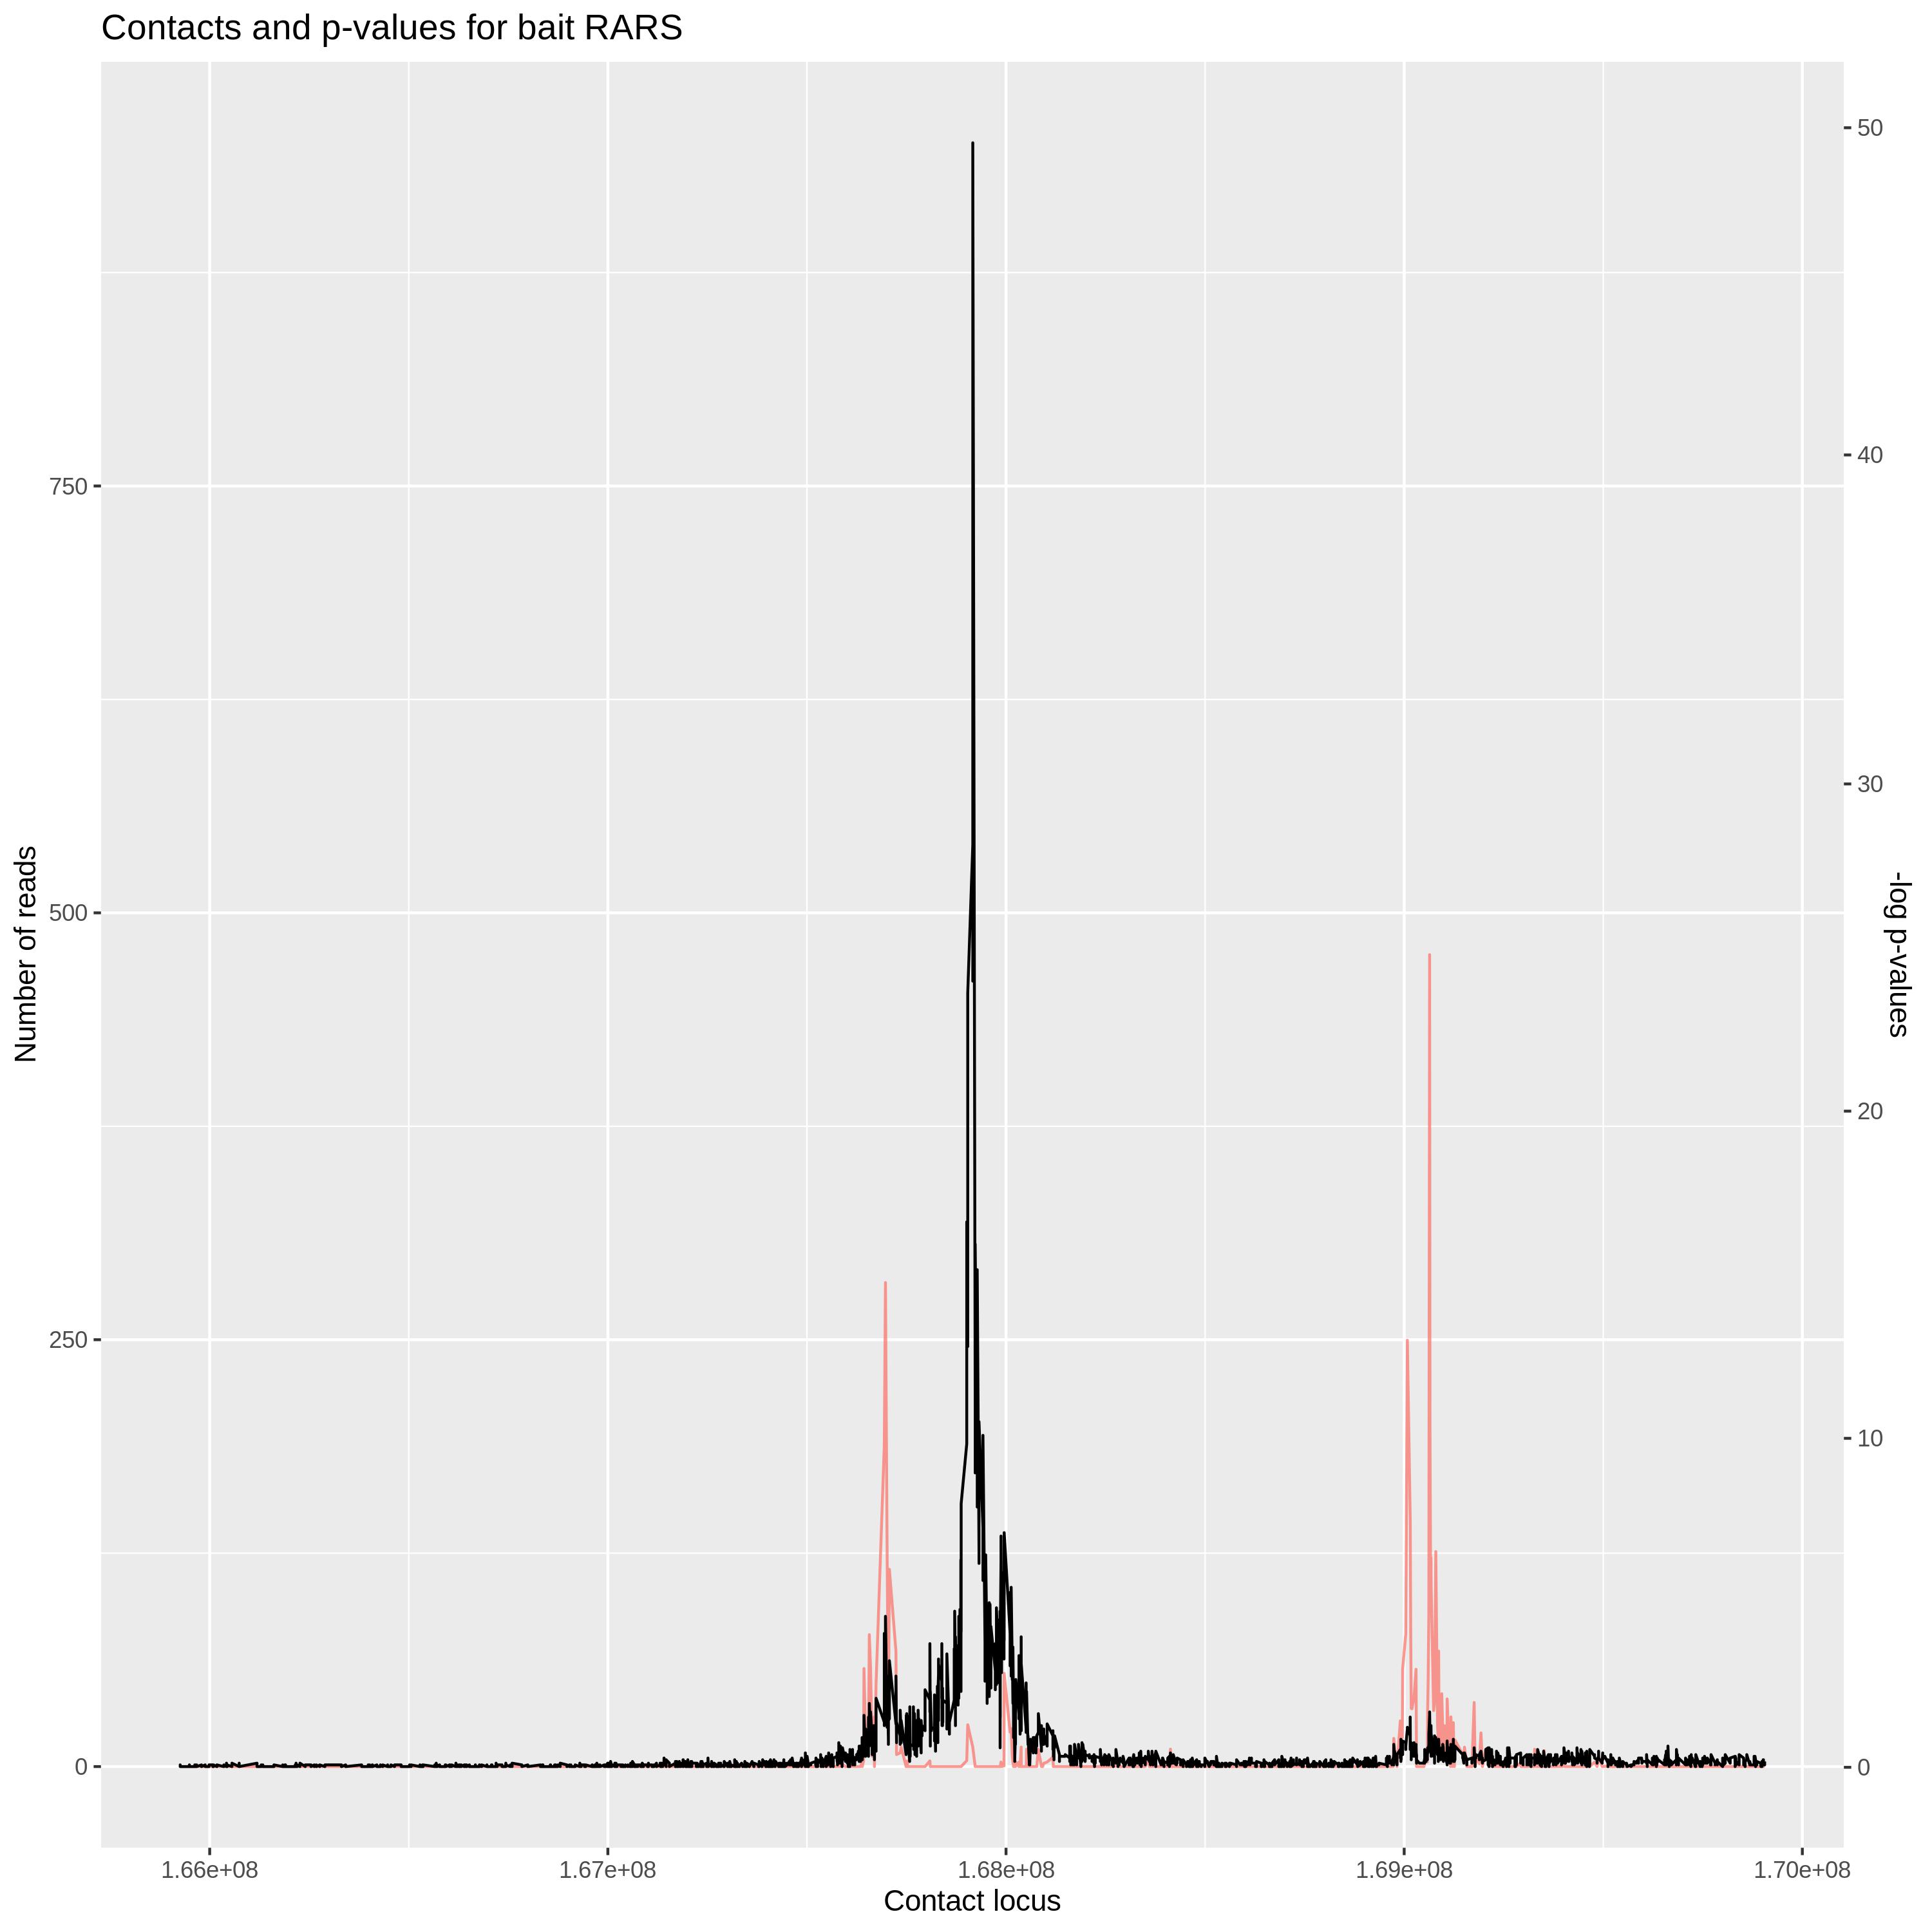 Contacts and p-values for bait RARS
Number of reads
750
500
250
0
50
40
30
20
10
0
-log p-values
1.66e+08
1.67e+08
1.68e+08
1.69e+08
1.70e+08
Contact locus